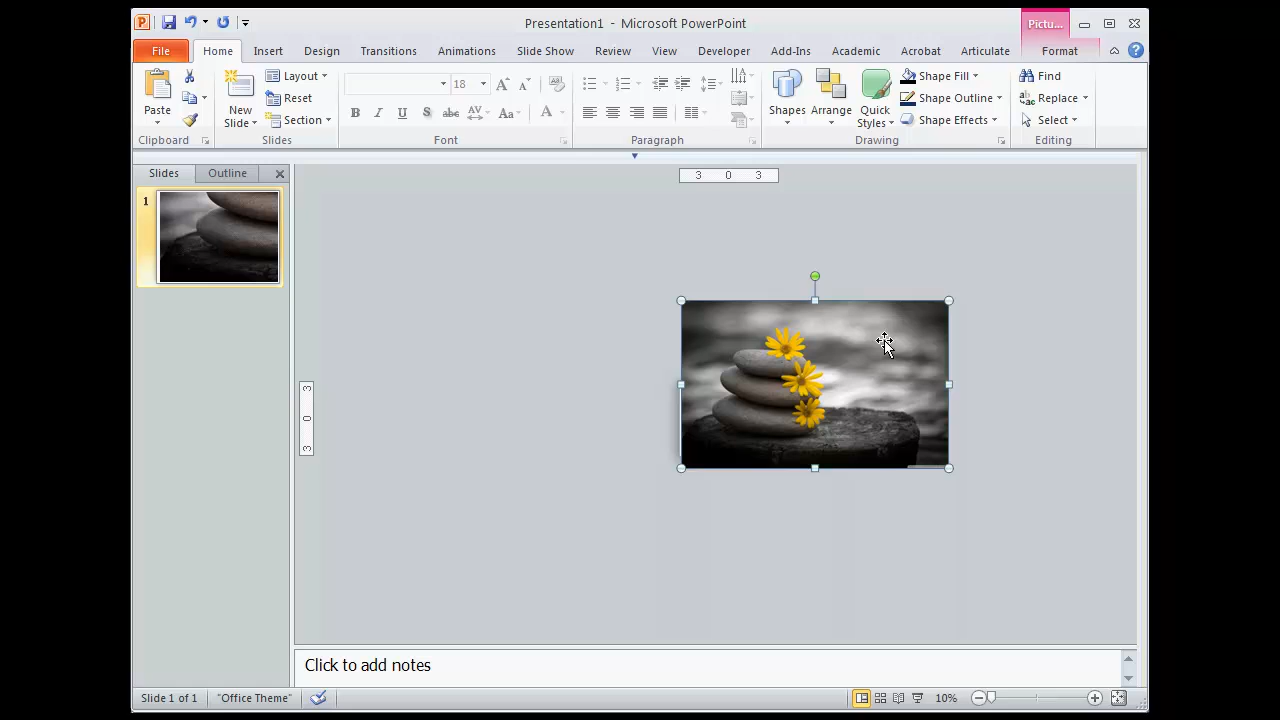 Presentation1 - Microsoft PowerPoint
Pictu...
File
Home
Insert
Design
Transitions
Animations
Slide Show
Review
View
Developer
Add-Ins
Academic
Acrobat
Articulate
Format
Paste
Clipboard
New
Slide
Layout
Reset
Section
Slides
18
B I U S abc AV Aa A
Font
Paragraph
Shapes
Arrange
Quick
Styles
Shape Fill
Shape Outline
Shape Effects
Drawing
Find
Replace
Select
Editing
Slides
Outline
1
3 0 3
3 0 3
Click to add notes
Slide 1 of 1
"Office Theme"
10%